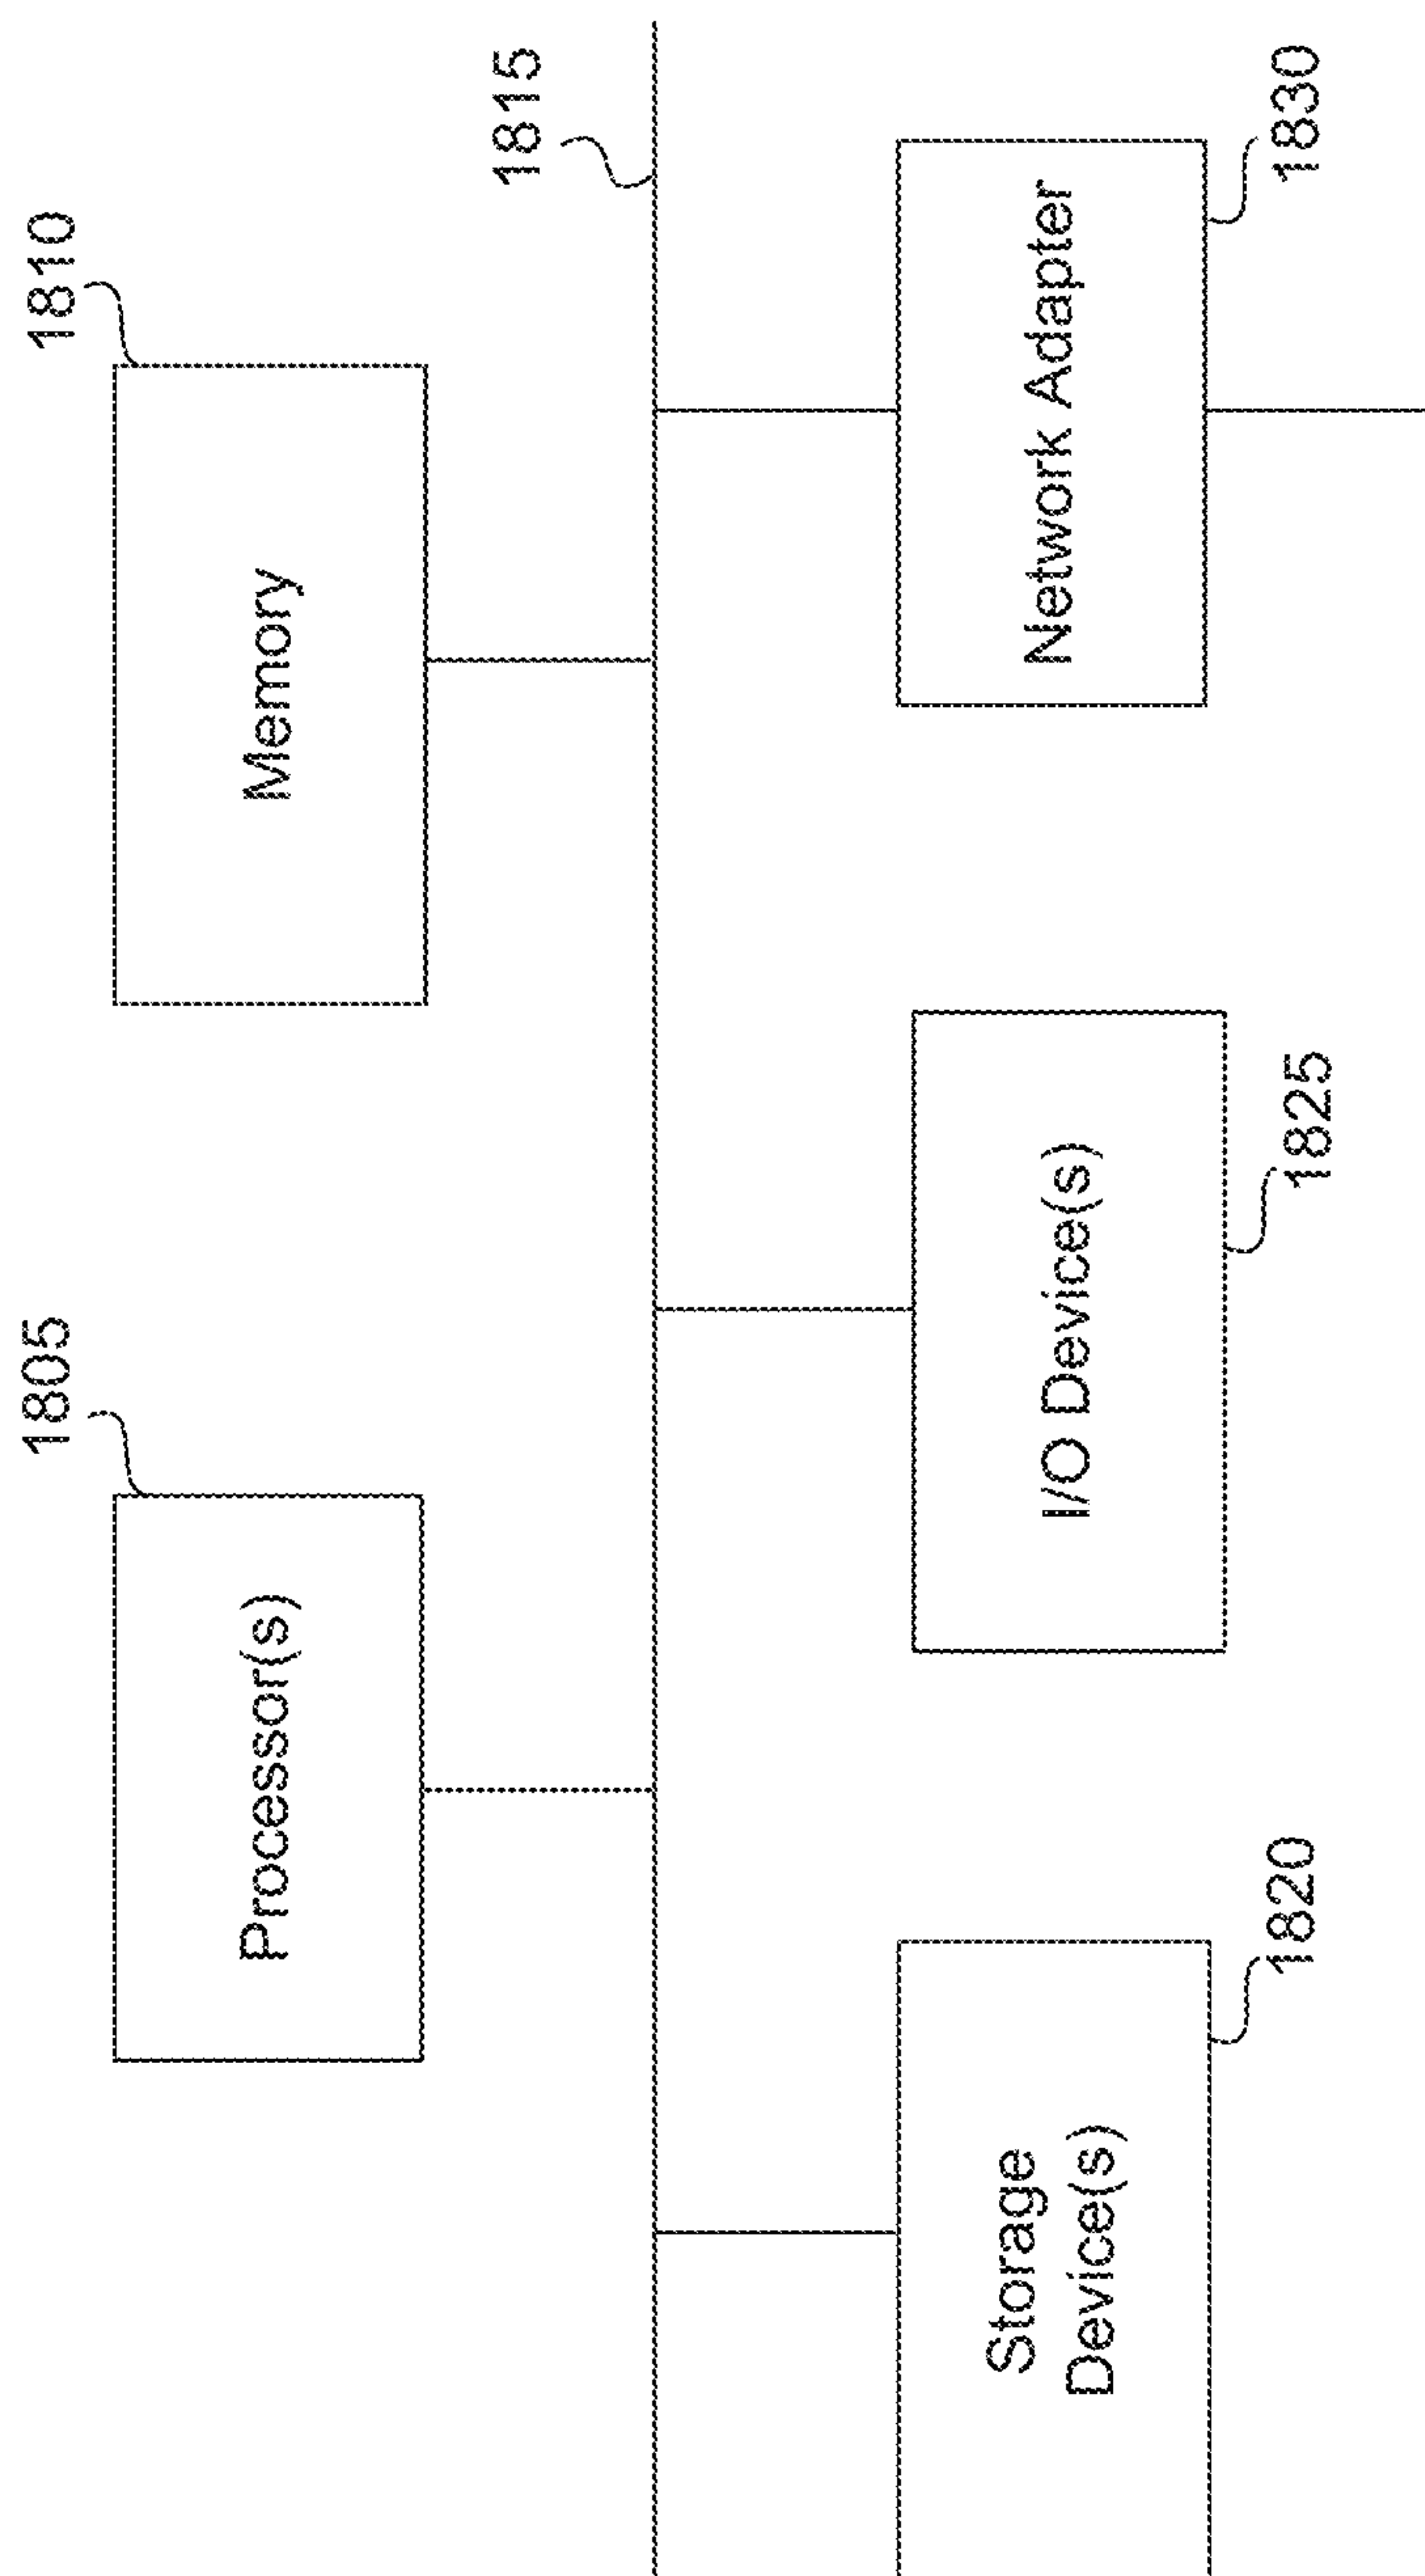 1805
1810
Processor(s)
Memory
1815
Storage
Device(s)
I/O Device(s)
Network Adapter
1820
1825
1830